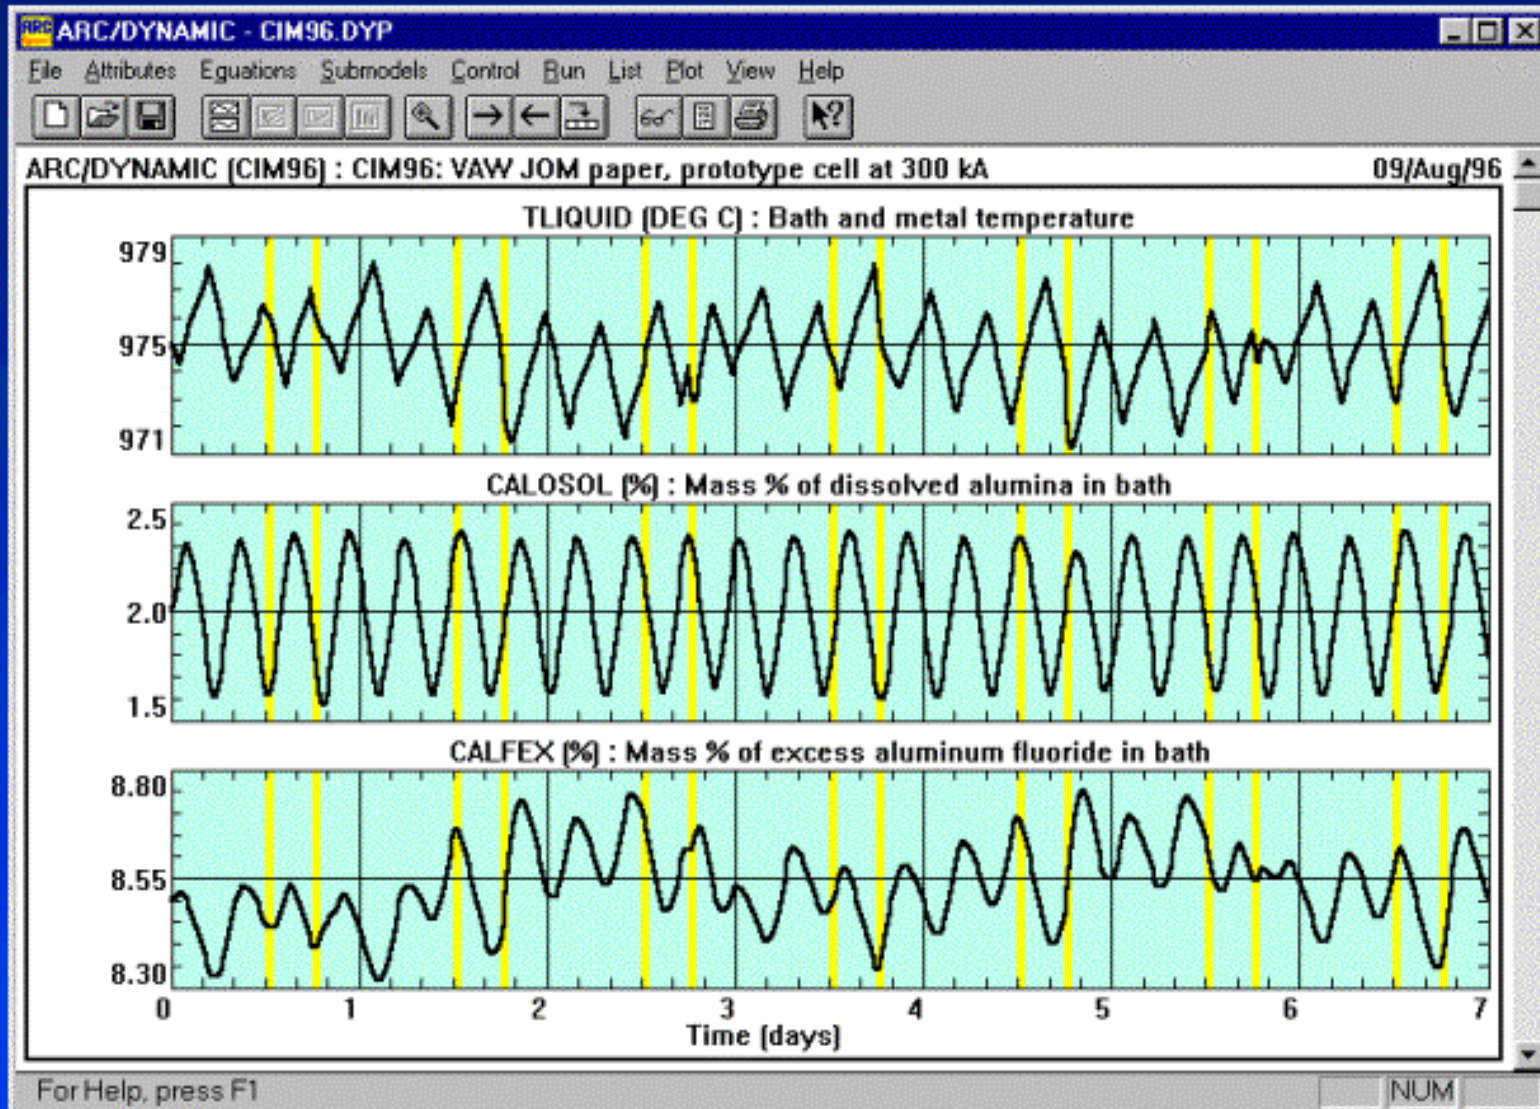 ARC ARC/DYNAMIC - CIM96.DYP
File Attributes Equations Submodels Control Run List Plot View Help
ARC/DYNAMIC (CIM96) : CIM96: VAW JOM paper, prototype cell at 300 kA 09/Aug/96
TLIQUID (DEG C) : Bath and metal temperature
979
975
971
CALOSOL (%) : Mass % of dissolved alumina in bath
2.5
2.0
1.5
CALFEX (%) : Mass % of excess aluminum fluoride in bath
8.80
8.55
8.30
0 1 2 3 4 5 6 7
Time (days)
For Help, press F1 NUM